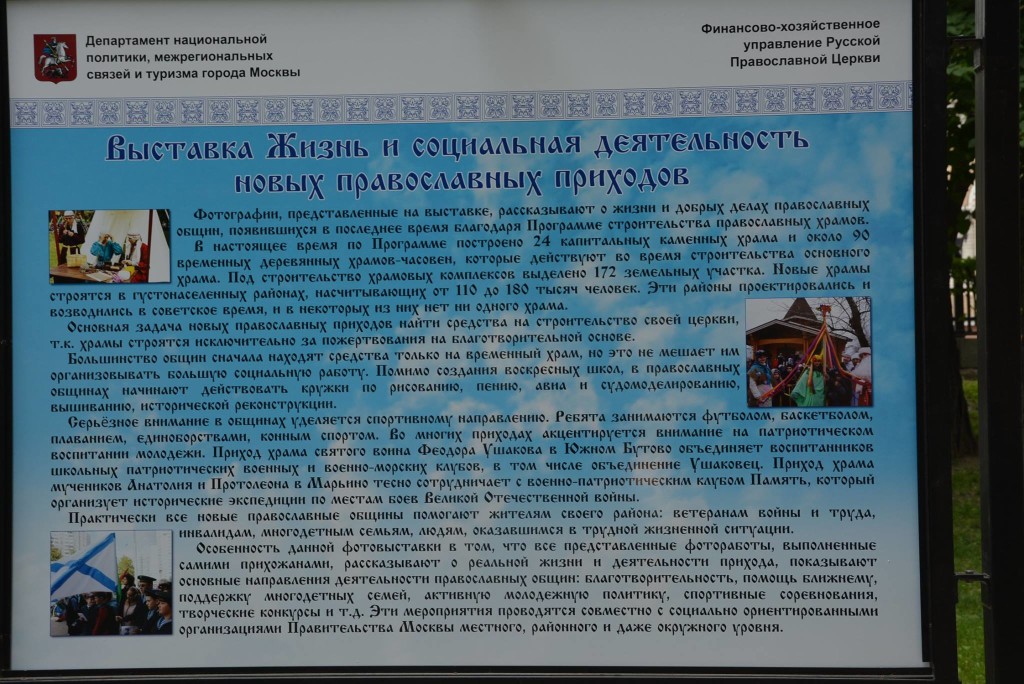 Департамент национальной
политики, межрегиональных
связей и туризма города Москвы
Финансово-хозяйственное
управление Русской
Православной Церкви
Выставка Жизнь и социальная деятельность
новых православных приходов
Фотографии, представленные на выставке, рассказывают о жизни и добрых делах православных
общин, появившихся в последнее время благодаря Программе строительства православных храмов.
В настоящее время по Программе построено 24 капитальных каменных храма и около 90
временных деревянных храмов-часовен, которые действуют во время строительства основного
храма. Под строительство храмовых комплексов выделено 172 земельных участка. Новые храмы
строятся в густонаселенных районах, насчитывающих от 110 до 180 тысяч человек. Эти районы проектировались и
возводились в советское время, и в некоторых из них нет ни одного храма.
Основная задача новых православных приходов найти средства на строительство своей церкви,
т.к. храмы строятся исключительно за пожертвования на благотворительной основе.
Большинство общин сначала находят средства только на временный храм, но это не мешает им
организовывать большую социальную работу. Помимо создания воскресных школ, в православных
общинах начинают действовать кружки по рисованию, пению, авиа и судомоделированию,
вышиванию, исторической реконструкции.
Серьёзное внимание в общинах уделяется спортивному направлению. Ребята занимаются футболом, баскетболом,
плаванием, единоборствами, конным спортом. Во многих приходах акцентируется внимание на патриотическом
воспитании молодежи. Приход храма святого воина Феодора Ушакова в Южном Бутово объединяет воспитанников
школьных патриотических военных и военно-морских клубов, в том числе объединение Ушаковец. Приход храма
мучеников Анатолия и Протолеона в Марьино тесно сотрудничает с военно-патриотическим клубом Память, который
организует исторические экспедиции по местам боев Великой Отечественной войны.
Практически все новые православные общины помогают жителям своего района: ветеранам войны и труда,
инвалидам, многодетным семьям, людям, оказавшимся в трудной жизненной ситуации.
Особенность данной фотовыставки в том, что все представленные фотоработы, выполненные
самими прихожанами, рассказывают о реальной жизни и деятельности прихода, показывают
основные направления деятельности православных общин: благотворительность, помощь ближнему,
поддержку многодетных семей, активную молодежную политику, спортивные соревнования,
творческие конкурсы и т.д. Эти мероприятия проводятся совместно с социально ориентированными
организациями Правительства Москвы местного, районного и даже окружного уровня.